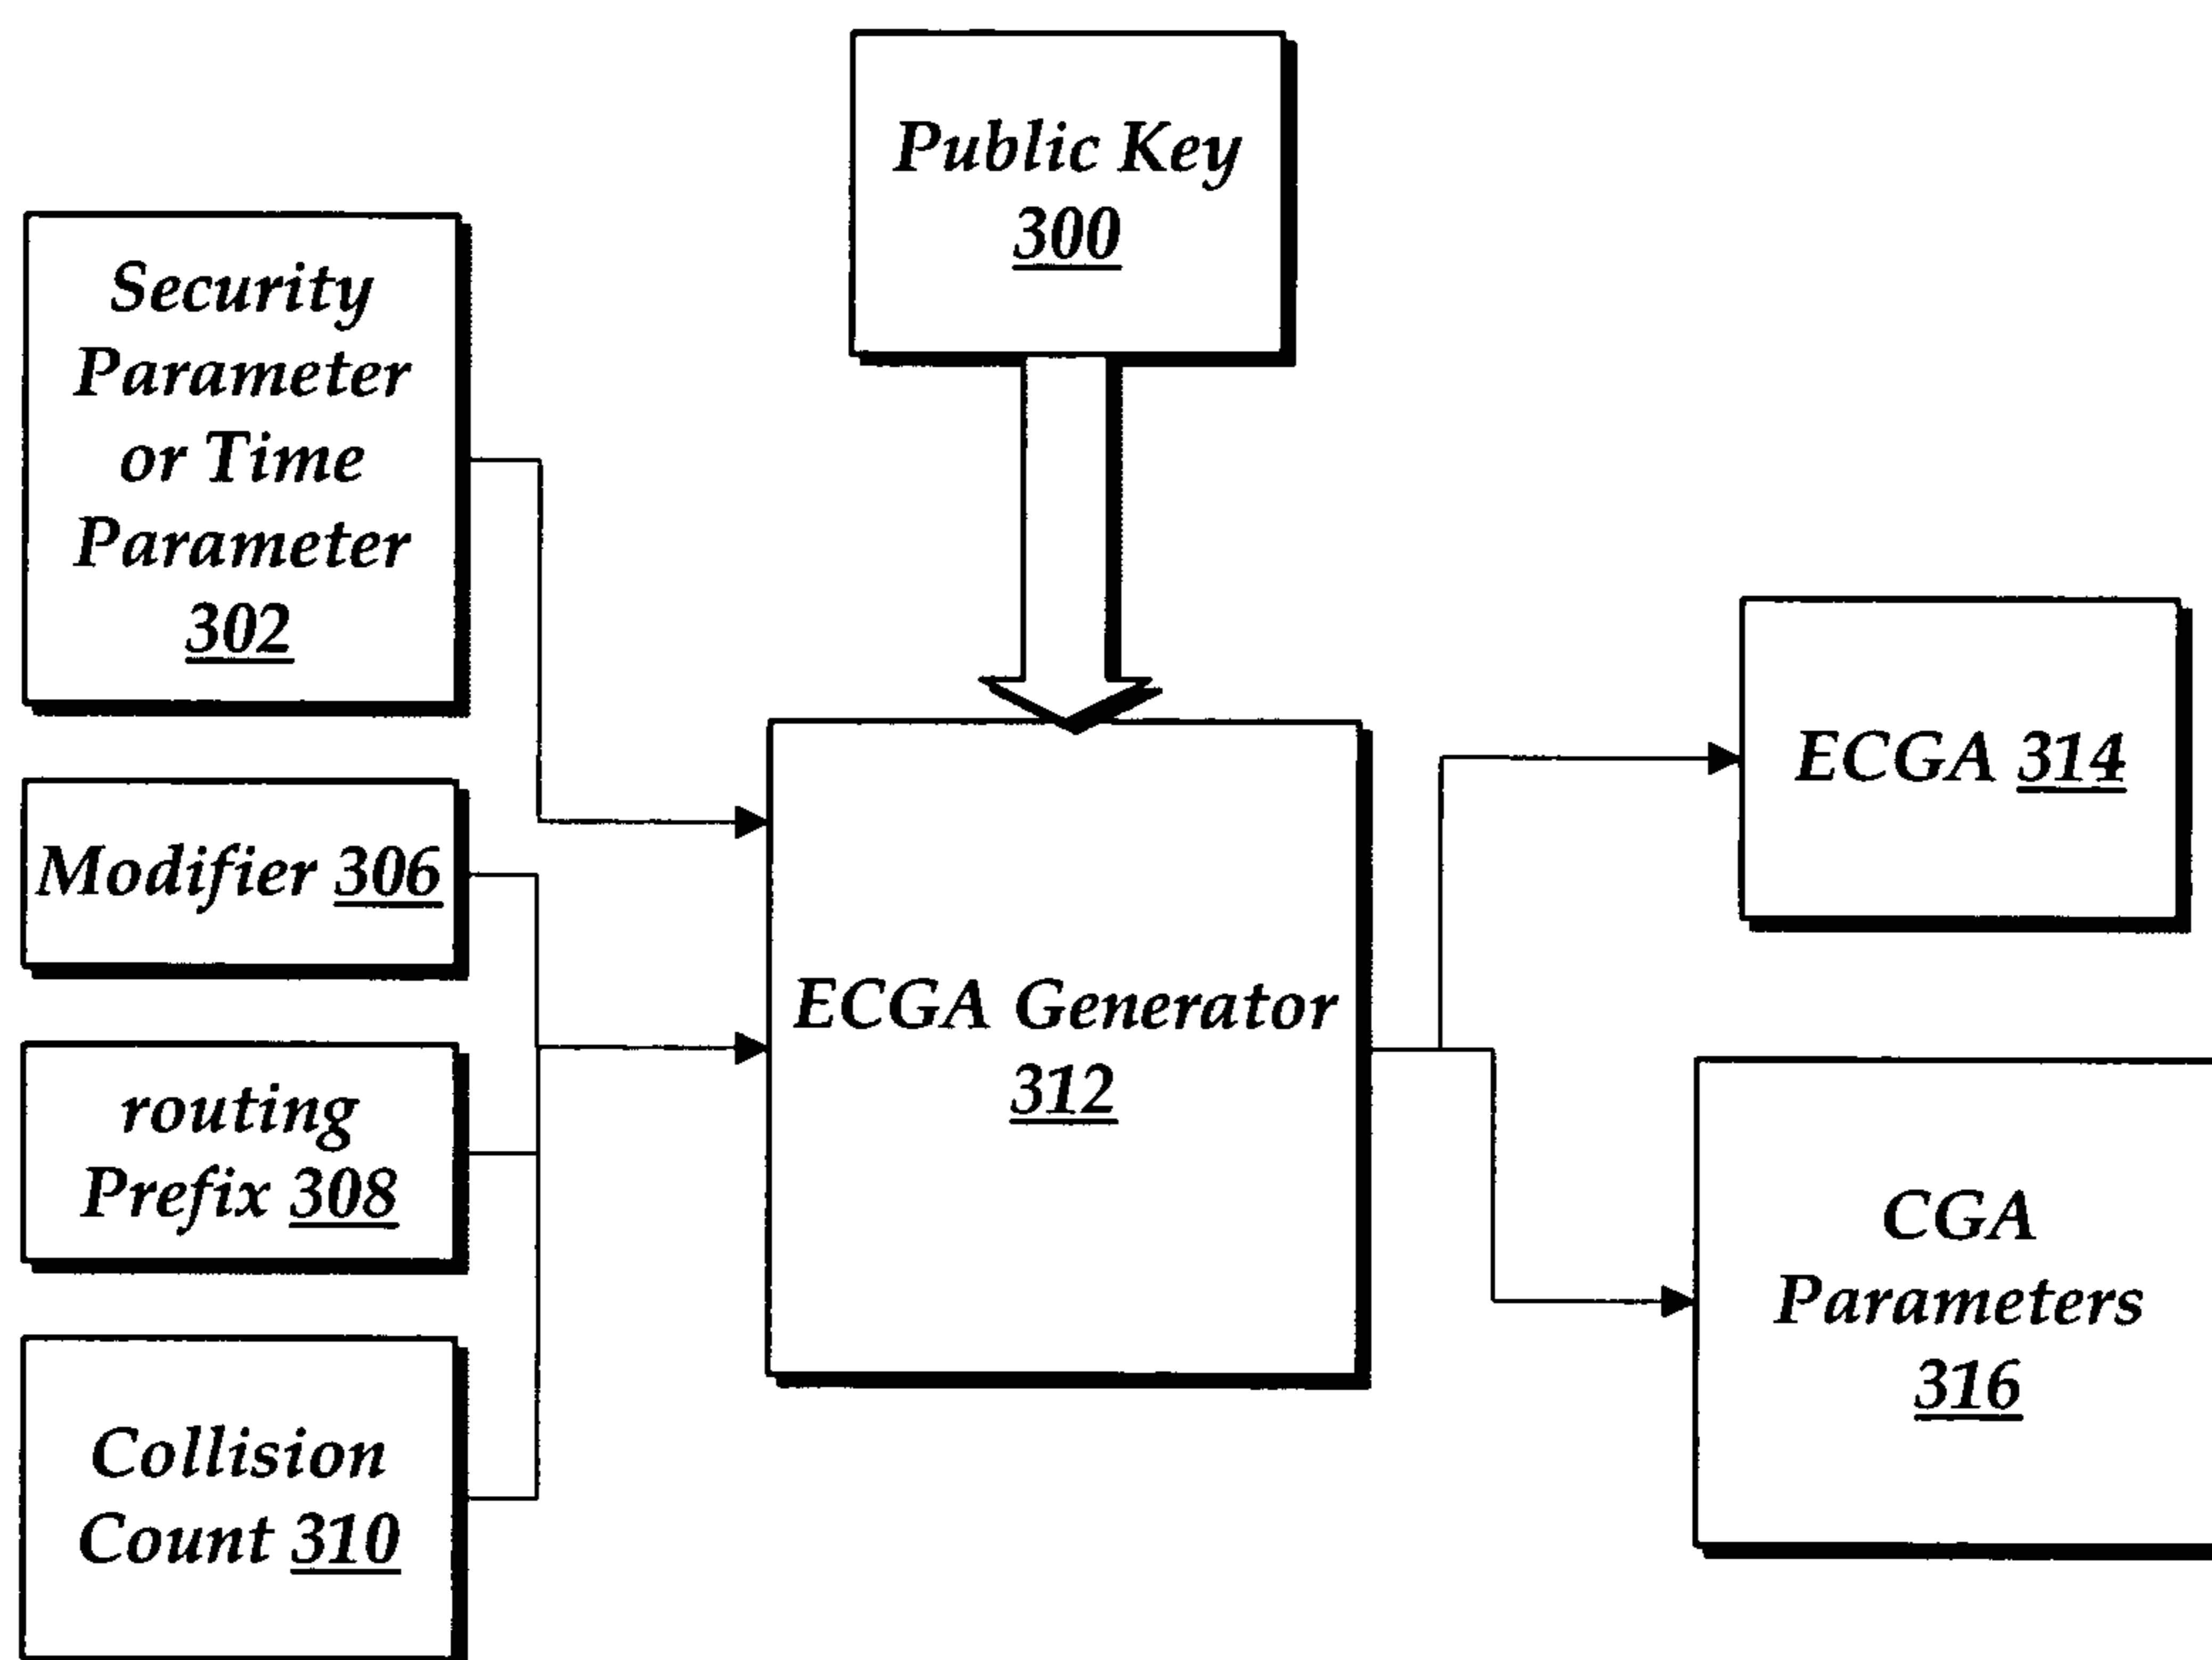 Public Key
300
Security
Parameter
or Time
Parameter
302
Modifier 306
routing
Prefix 308
Collision
Count 310
ECGA Generator
312
ECGA 314
CGA
Parameters
316